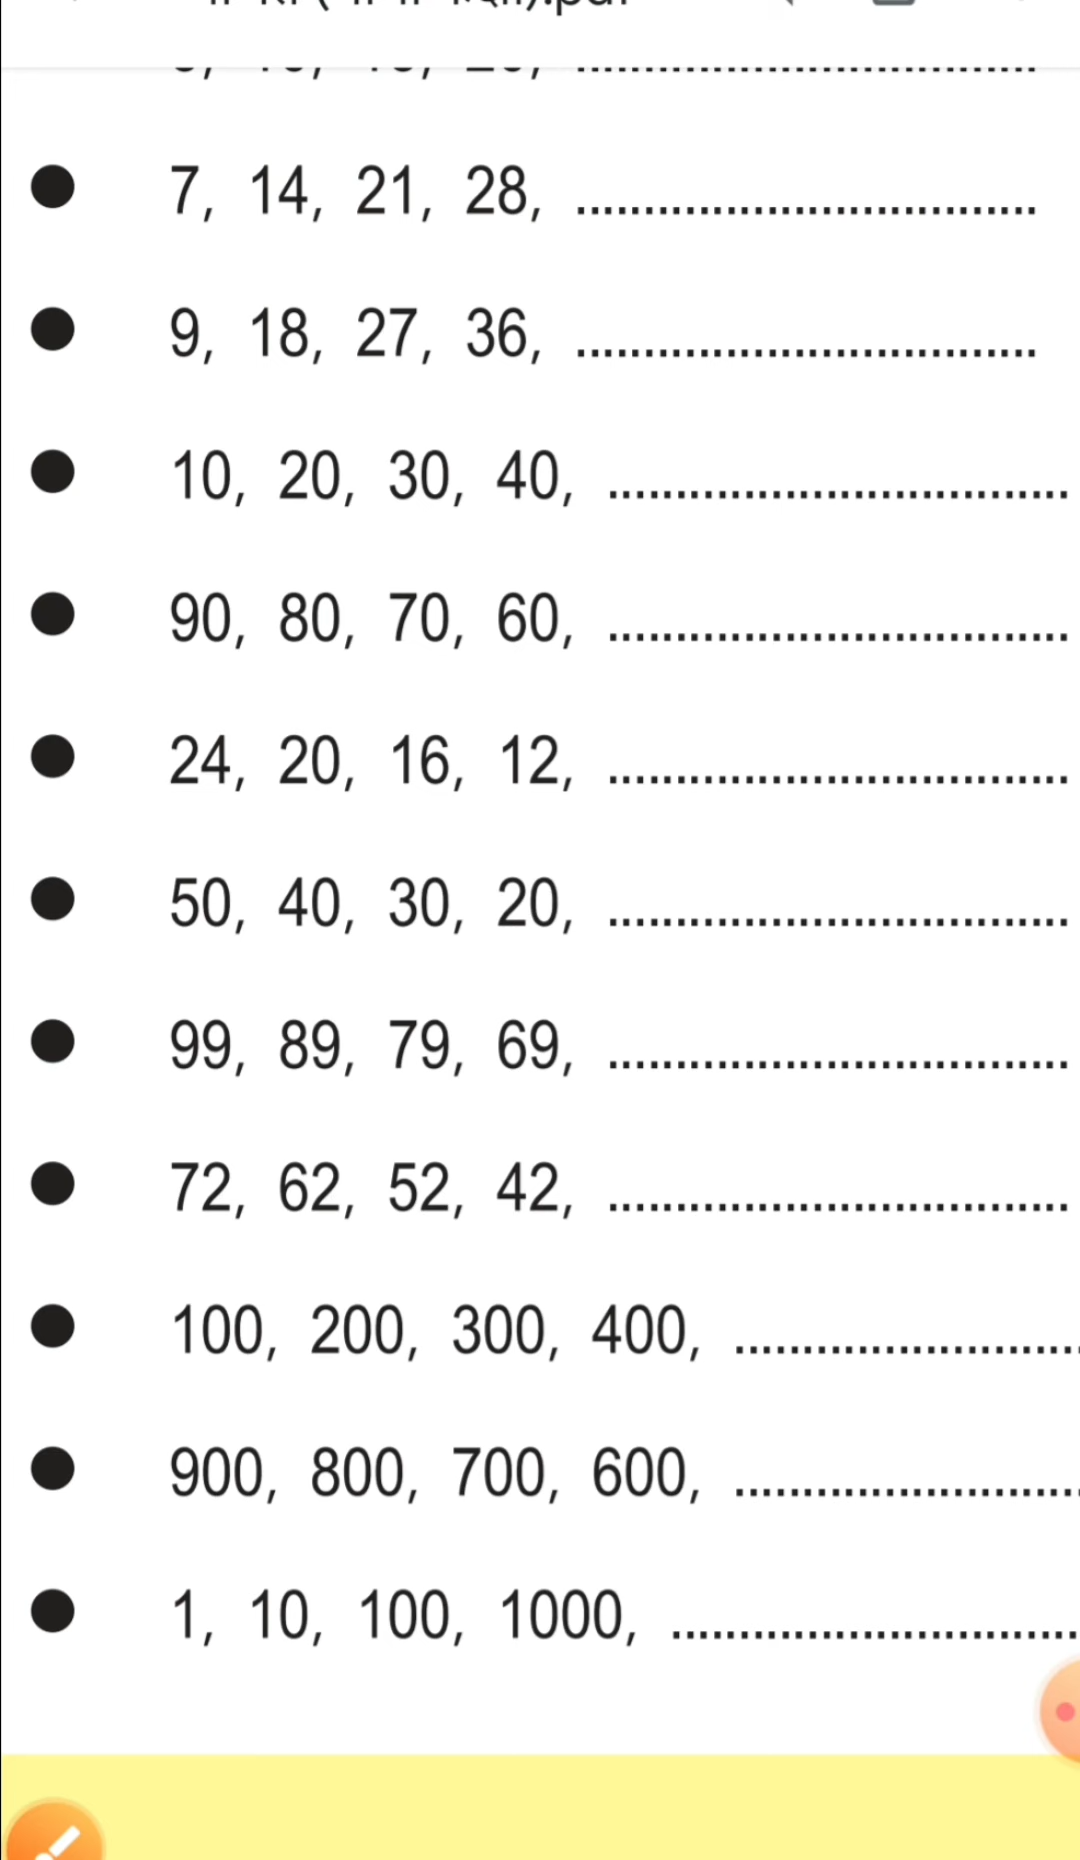 7, 14, 21, 28, ..................................
9, 18, 27, 36, ..................................
10, 20, 30, 40, ..................................
90, 80, 70, 60, ..................................
24, 20, 16, 12, ..................................
50, 40, 30, 20, ..................................
99, 89, 79, 69, ..................................
72, 62, 52, 42, ..................................
100, 200, 300, 400, ..........................
900, 800, 700, 600, ..........................
1, 10, 100, 1000, ..............................